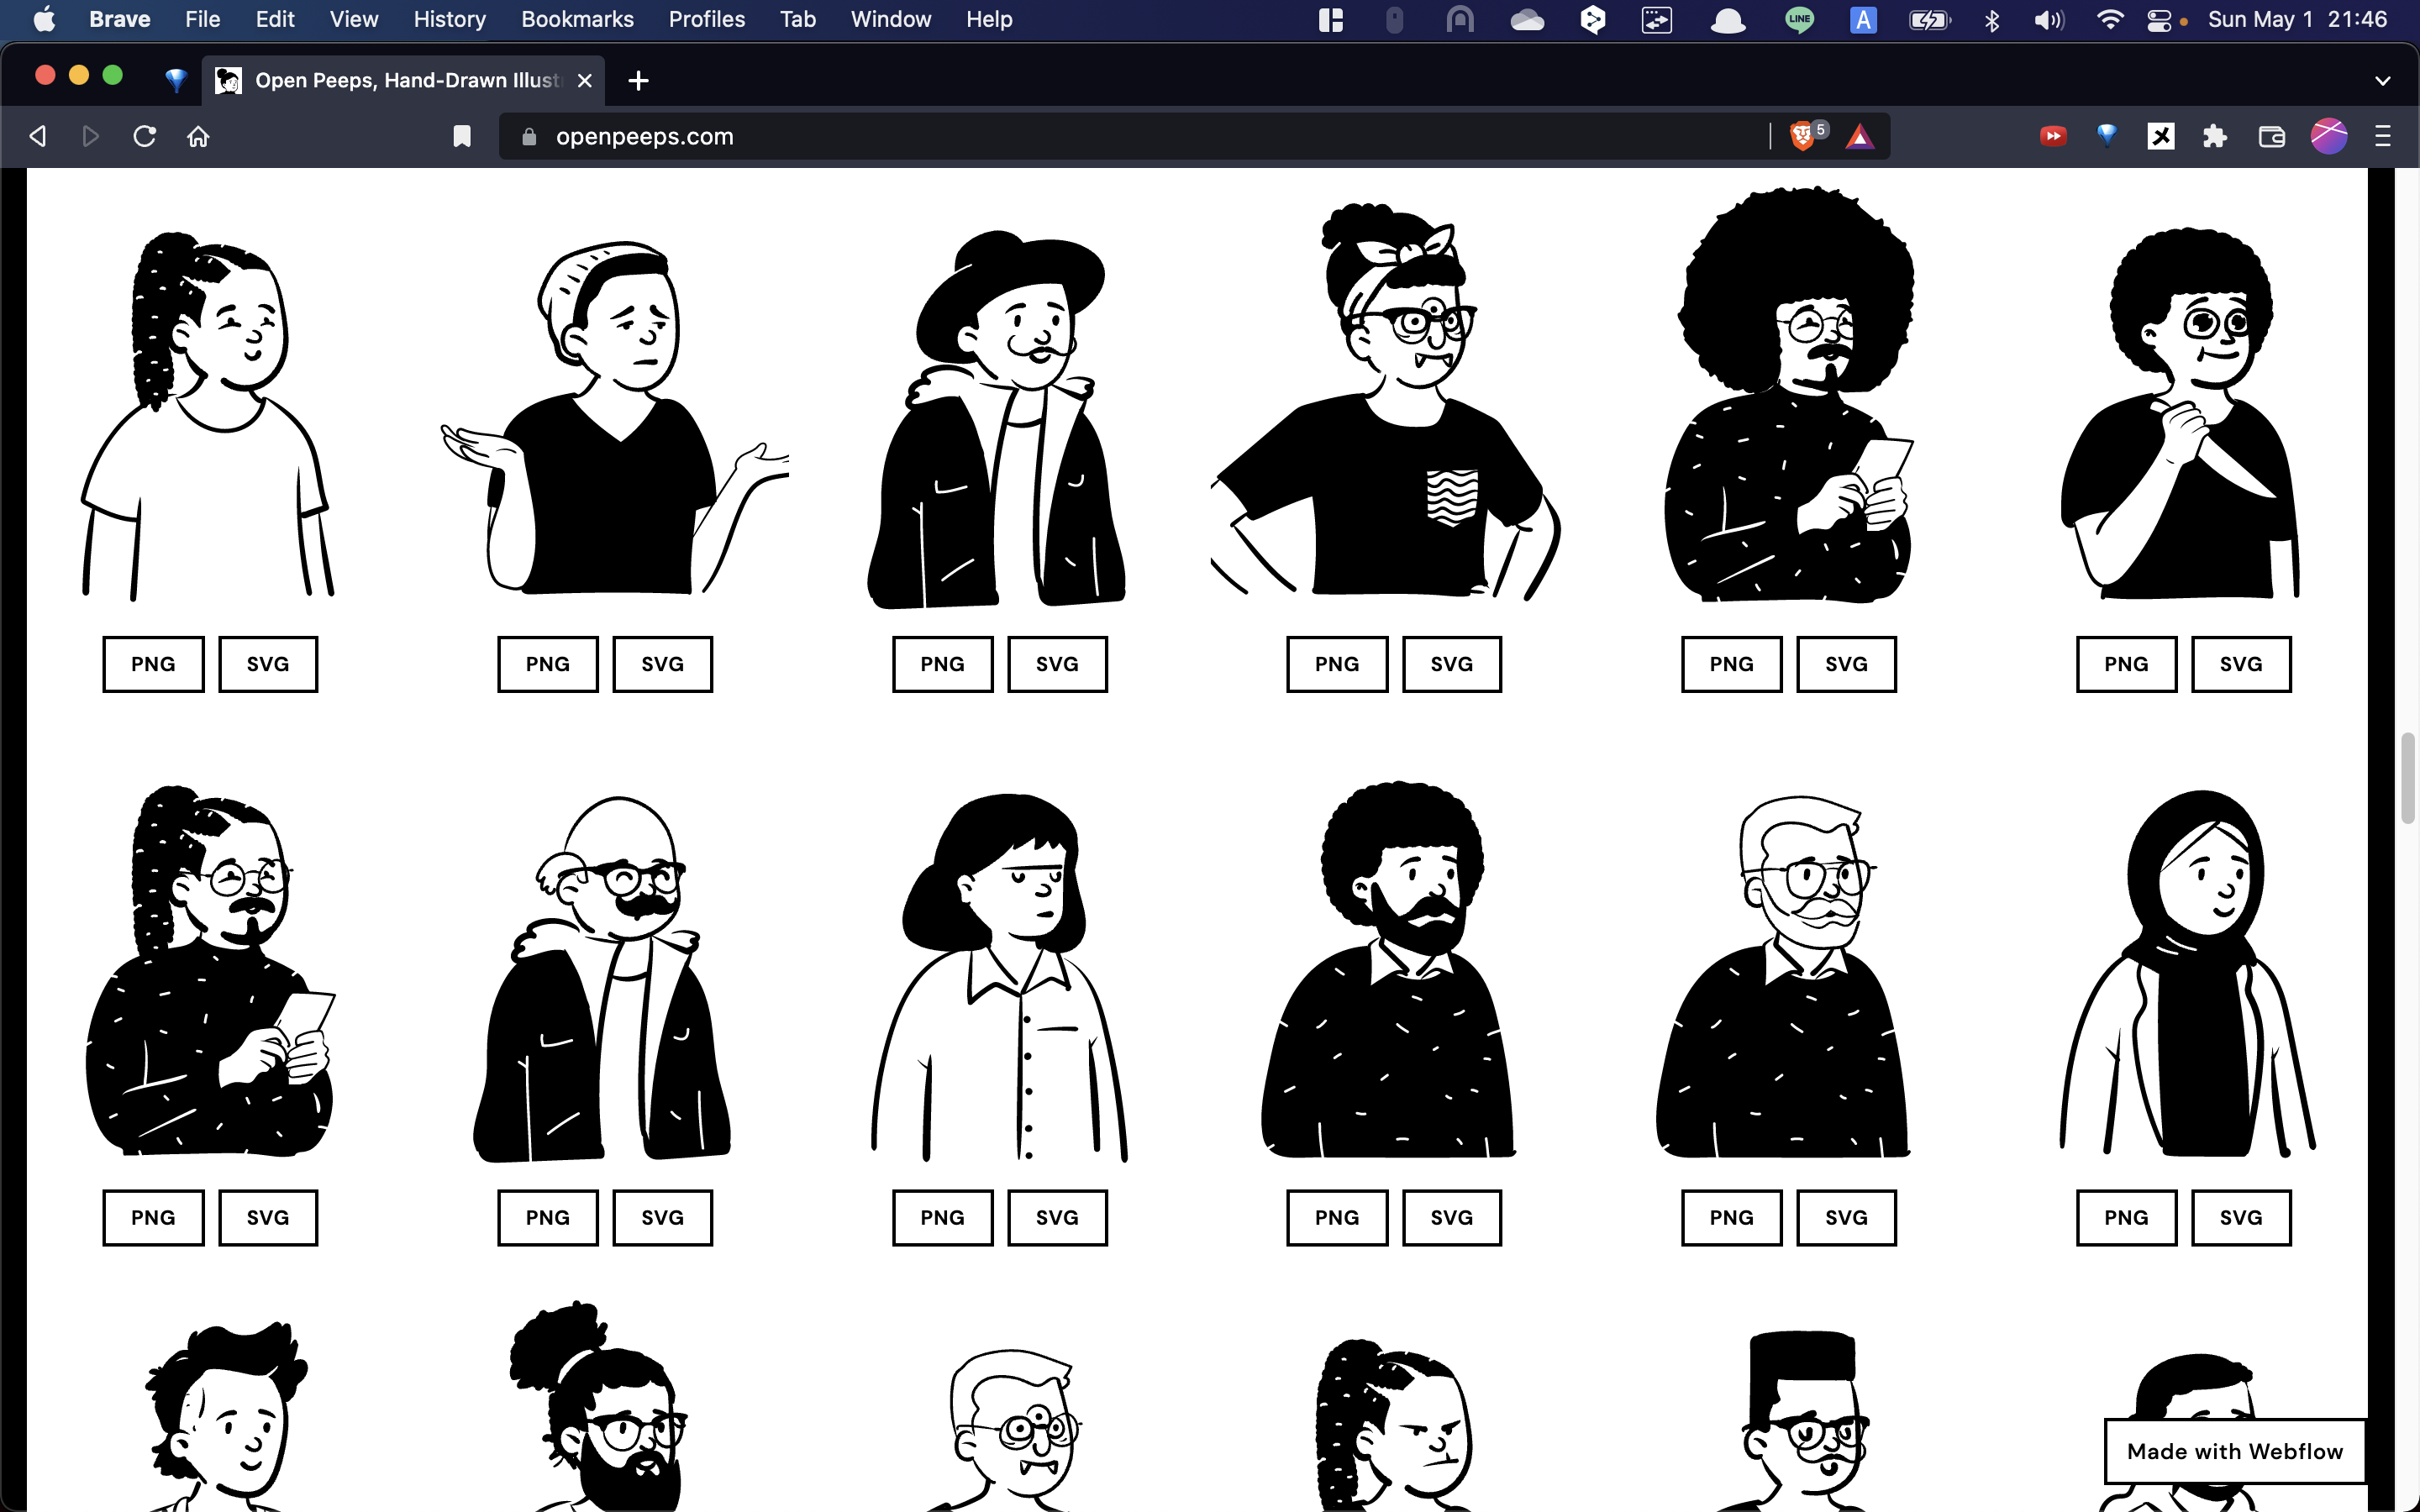 Brave File Edit View History Bookmarks Profiles Tab Window Help LINE A Sun May 1 21:46
Open Peeps, Hand-Drawn Illust
openpeeps.com 5
PNG SVG PNG SVG PNG SVG PNG SVG PNG SVG PNG SVG
PNG SVG PNG SVG PNG SVG PNG SVG PNG SVG PNG SVG
Made with Webflow